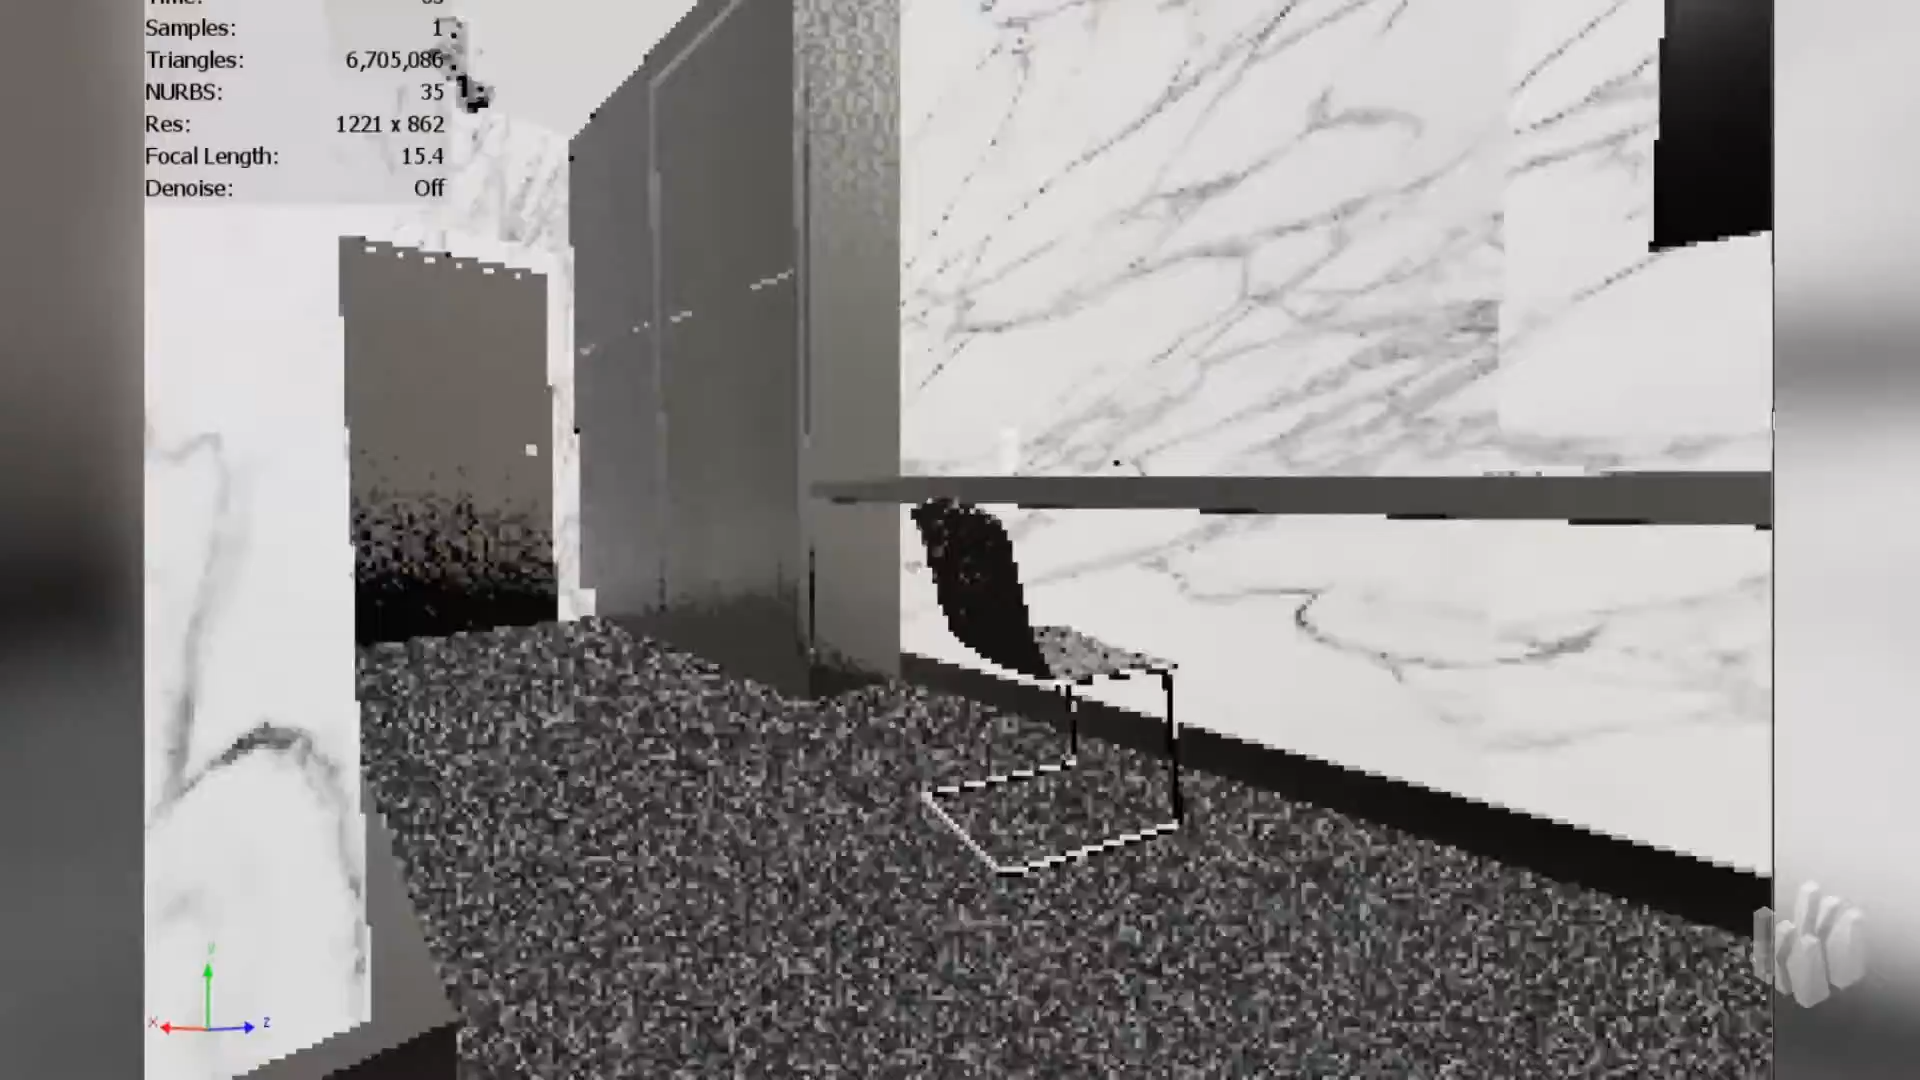 Samples: 1
Triangles: 6,705,086
NURBS: 35
Res: 1221 x 862
Focal Length: 15.4
Denoise: Off
Y
X Z